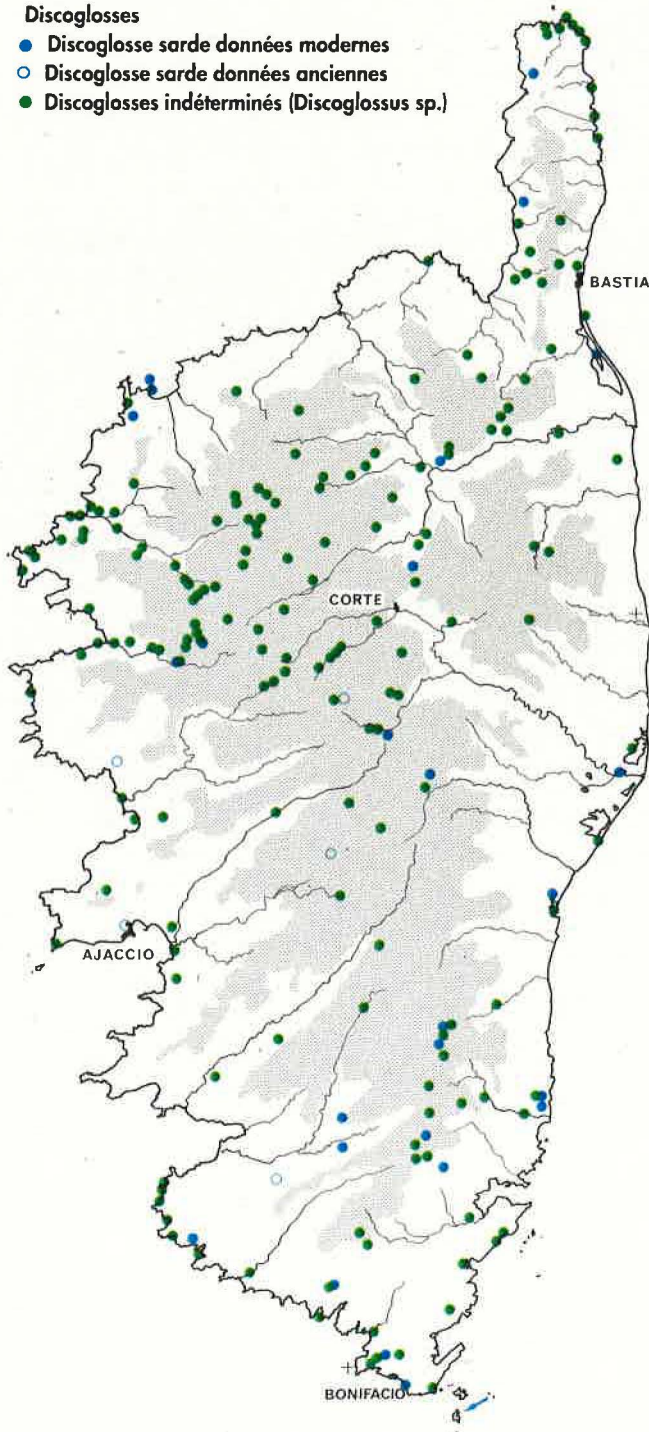 Discoglosses
Discoglosse sarde données modernes
Discoglosse sarde données anciennes
Discoglosses indéterminés (Discoglossus sp.)
BASTIA
CORTE
AJACCIO
BONIFACIO